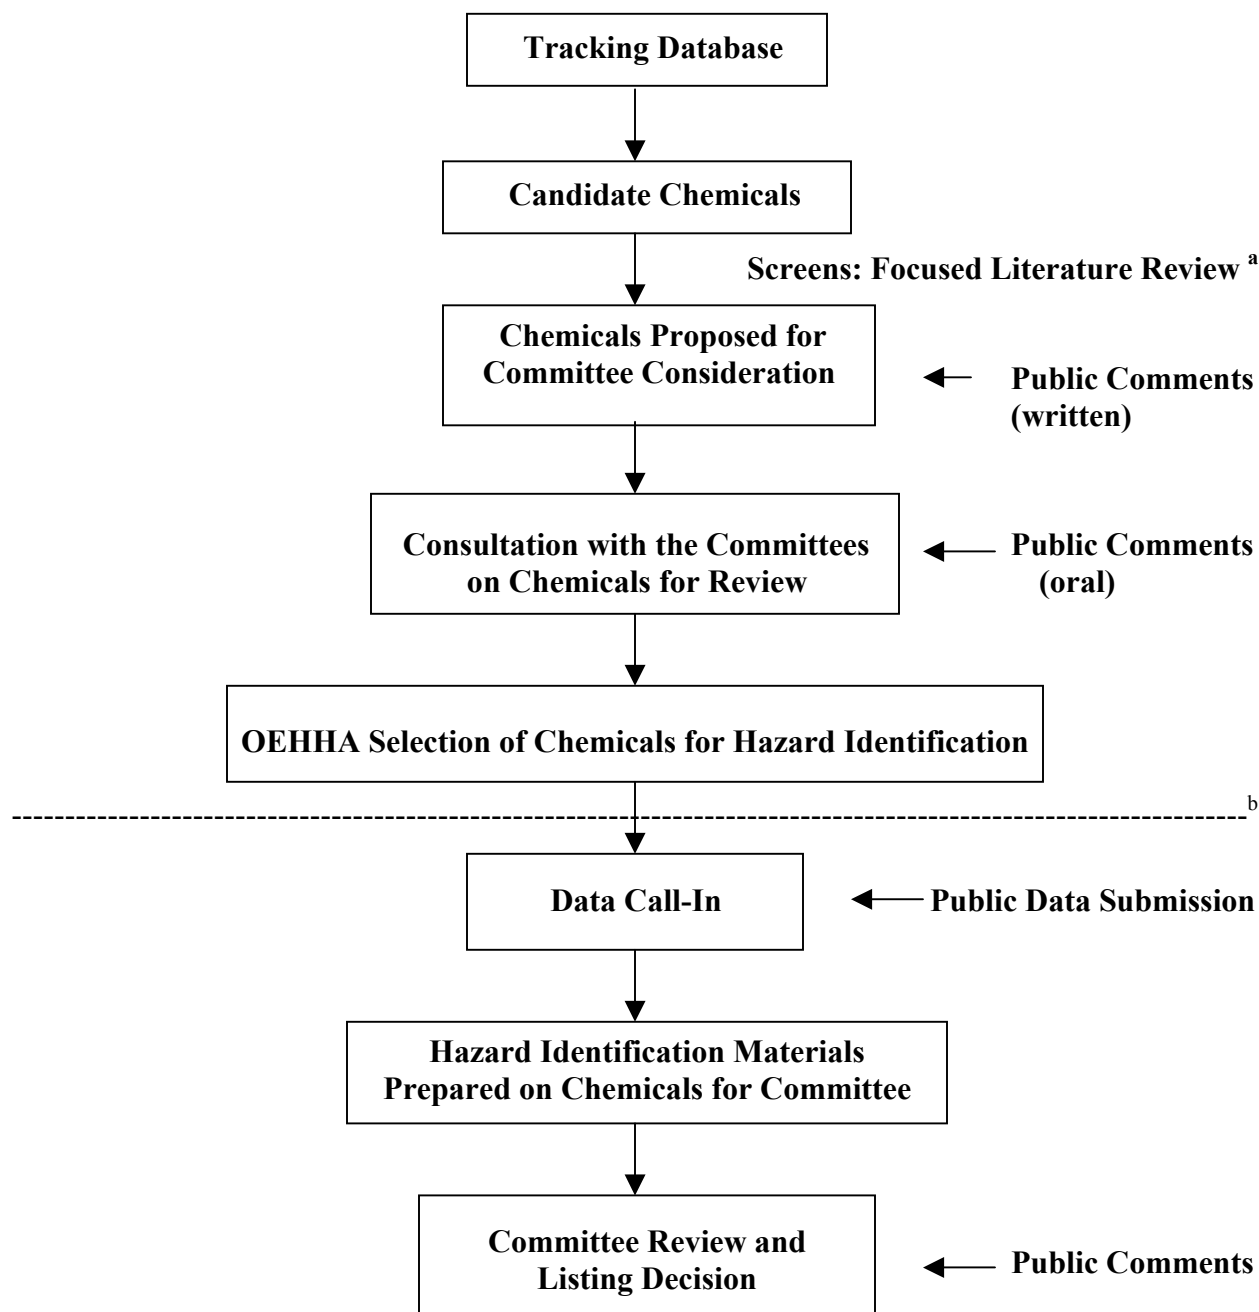 Tracking Database
Candidate Chemicals
Screens: Focused Literature Review a
Chemicals Proposed for
Committee Consideration
Public Comments
(written)
Consultation with the Committees
on Chemicals for Review
Public Comments
(oral)
OEHHA Selection of Chemicals for Hazard Identification
b
Data Call-In
Public Data Submission
Hazard Identification Materials
Prepared on Chemicals for Committee
Committee Review and
Listing Decision
Public Comments